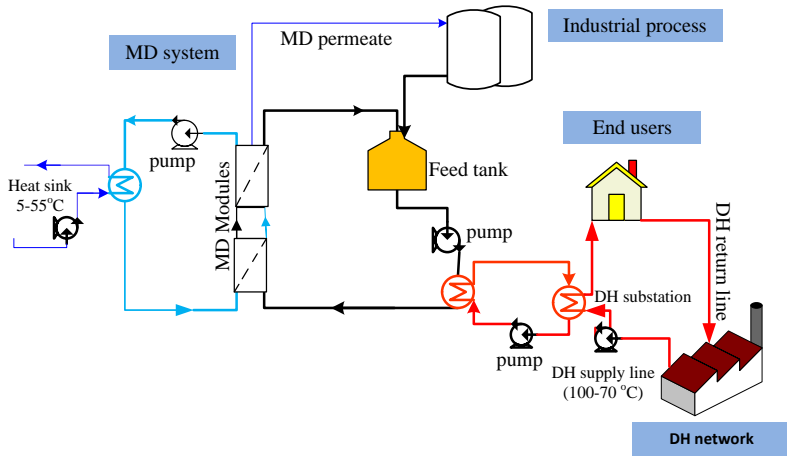 MD system
MD permeate
Industrial process
End users
pump
Heat sink
5-55°C
MD Modules
Feed tank
pump
DH return line
DH substation
pump
DH supply line
(100-70 °C)
DH network